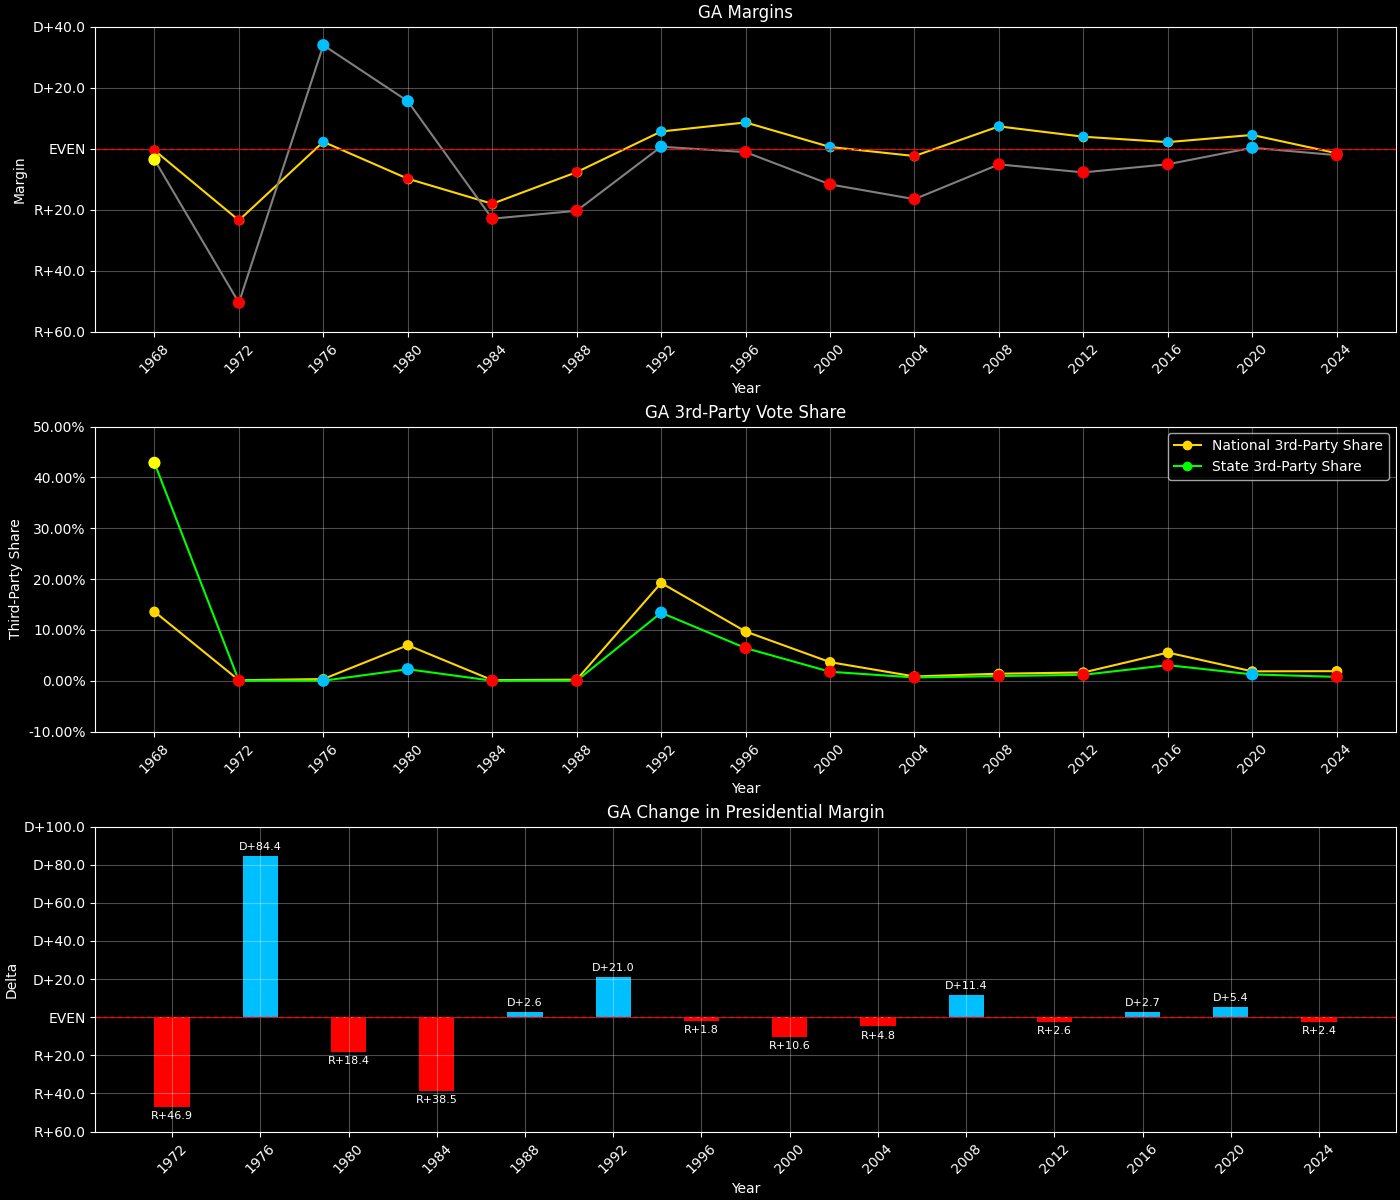 GA Margins
D+40.0
D+20.0
EVEN
R+20.0
R+40.0
R+60.0
Margin
1968
1972
1976
1980
1984
1988
1992
1996
2000
2004
2008
2012
2016
2020
2024
Year
GA 3rd-Party Vote Share
National 3rd-Party Share
State 3rd-Party Share
50.00%
40.00%
30.00%
20.00%
10.00%
0.00%
-10.00%
Third-Party Share
1968
1972
1976
1980
1984
1988
1992
1996
2000
2004
2008
2012
2016
2020
2024
Year
GA Change in Presidential Margin
D+100.0
D+80.0
D+60.0
D+40.0
D+20.0
EVEN
R+20.0
R+40.0
R+60.0
Delta
R+46.9
D+84.4
R+18.4
R+38.5
D+2.6
D+21.0
R+1.8
R+10.6
R+4.8
D+11.4
R+2.6
D+2.7
D+5.4
R+2.4
1972
1976
1980
1984
1988
1992
1996
2000
2004
2008
2012
2016
2020
2024
Year